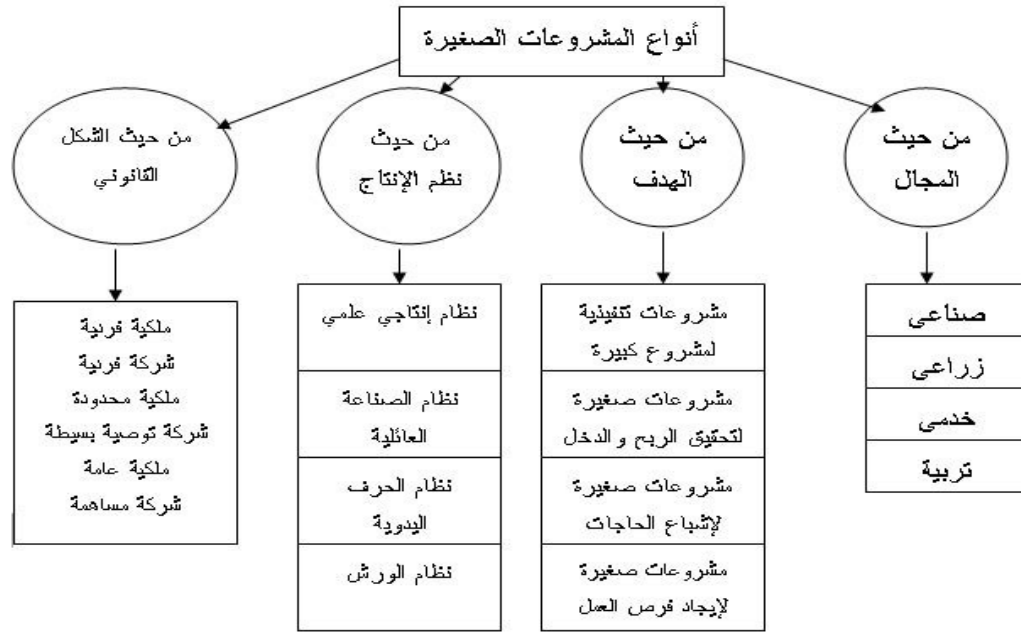 أنواع المشروعات الصغيرة
من حيث
المجال
من حيث
الهدف
من حيث
نظم الإنتاج
من حيث الشكل
القانوني
صناعى
زراعى
خدمى
تربية
مشروعات تنفيذية
لمشروع كبيرة
مشروعات صغيرة
لتحقيق الربح والدخل
مشروعات صغيرة
لإشباع الحاجات
مشروعات صغيرة
لإيجاد فرص العمل
نظام إنتاجي علمي
نظام الصناعة
العائلية
نظام الحرف
اليدوية
نظام الورش
ملكية فردية
شركة فردية
ملكية محدودة
شركة توصية بسيطة
ملكية عامة
شركة مساهمة